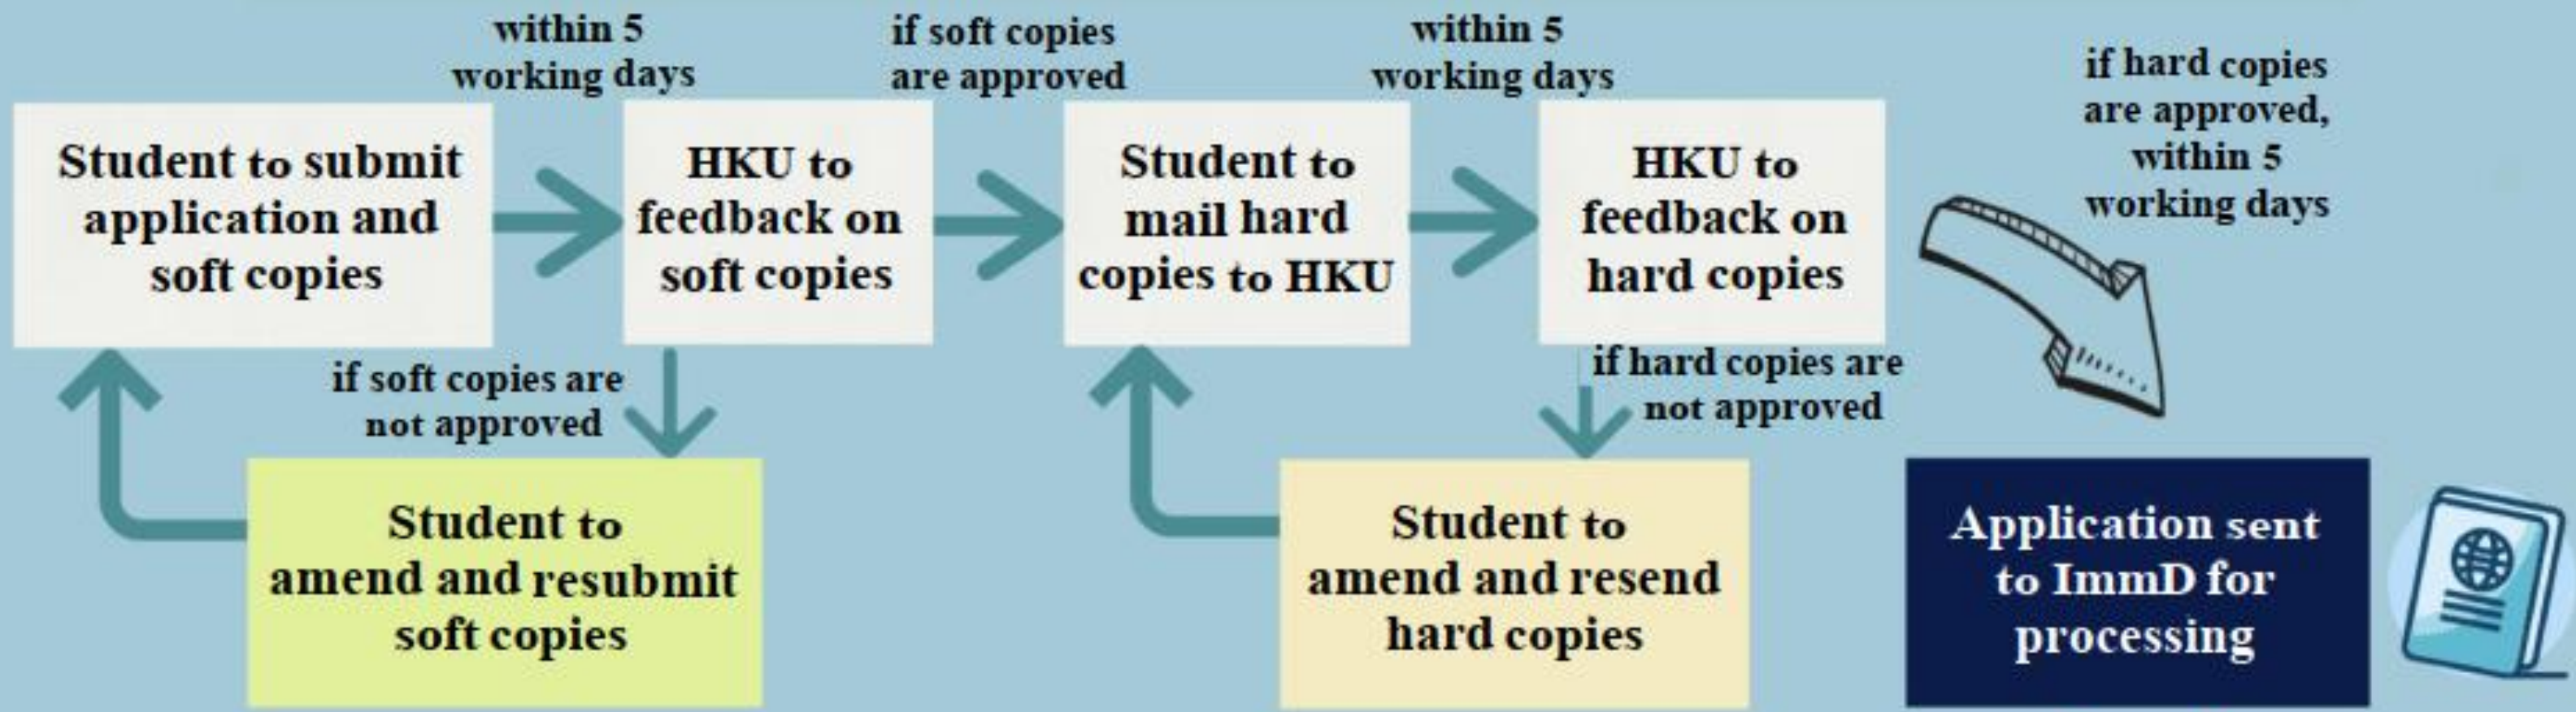 within 5
working days
if soft copies
are approved
within 5
working days
if hard copies
are approved,
within 5
working days
Student to submit
application and
soft copies
HKU to
feedback on
soft copies
Student to
mail hard
copies to HKU
HKU to
feedback on
hard copies
if soft copies are
not approved
if hard copies are
not approved
Student to
amend and resubmit
soft copies
Student to
amend and resend
hard copies
Application sent
to ImmD for
processing